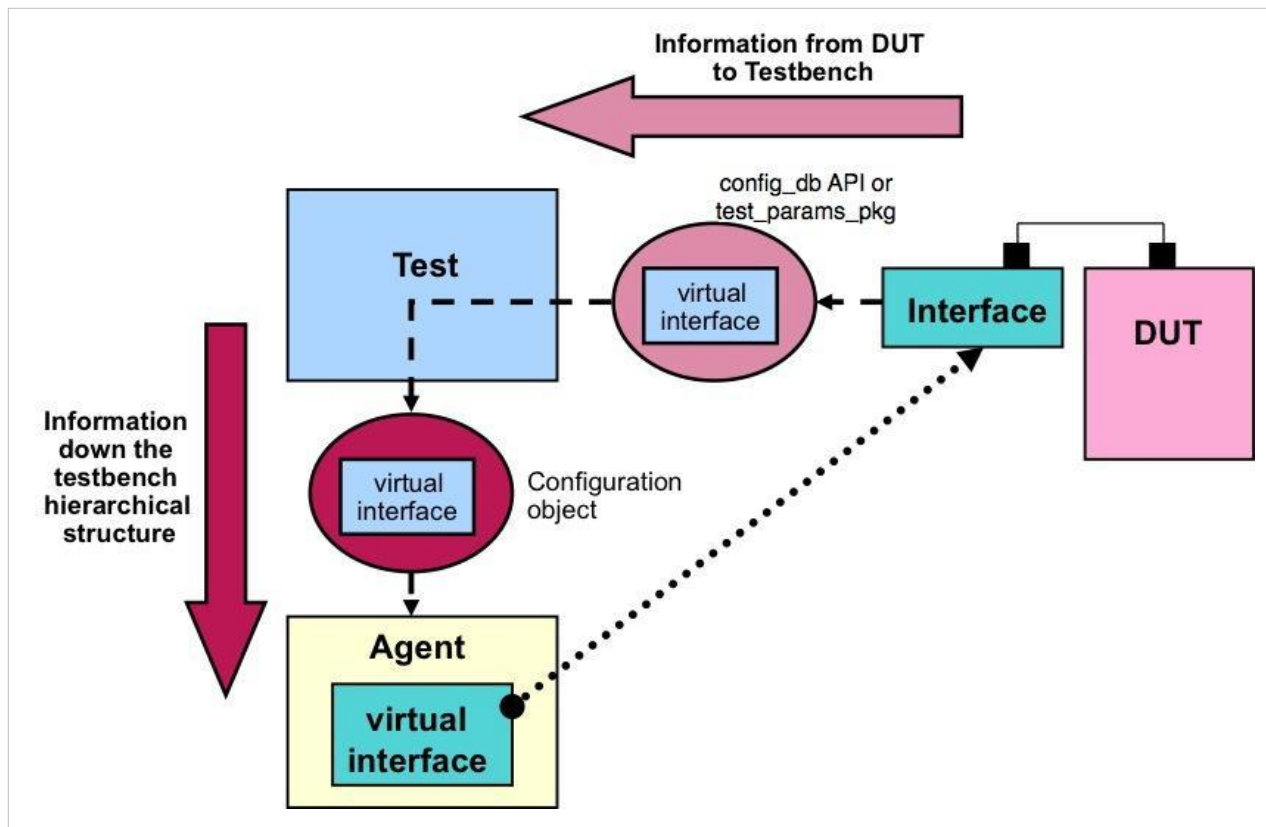 Information from DUT
to Testbench
config_db API or
test_params_pkg
Test
virtual
interface
Interface
DUT
Information
down the
testbench
hierarchical
structure
virtual
interface
Configuration
object
Agent
virtual
interface